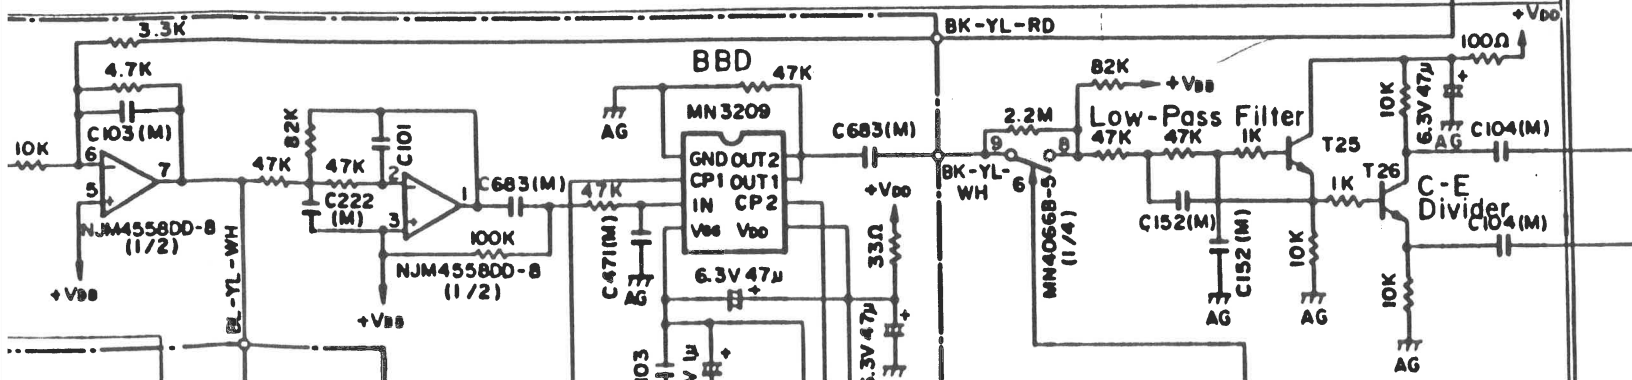 3.3K
BK-YL-RD
+VDD
100Ω
BBD
4.7K
47K
82K
+VDD
MN3209
10K
6.3V 47μ
AG
C103(M)
82K
C101
AG
2.2M
Low-Pass Filter
C683(M)
47K
47K
1K
T25
C104(M)
10K
6
7
5
47K
47K
2
1
3
GND OUT2
CP1 OUT1
IN CP2
VBB VDD
9
8
6
BK-YL-
WH
T26
C222
(M)
C683(M)
47K
+VDD
1K
C-E
Divider
C104(M)
NJM4558DD-8
(1/2)
100K
C471(M)
33Ω
MN4066B-5
(1/4)
C152(M)
C152(M)
10K
NJM4558DD-8
(1/2)
AG
6.3V 47μ
+
+VBB
BL-YL-WH
+VBB
6.3V 47μ
AG
AG
10K
AG
103
V 1μ
+